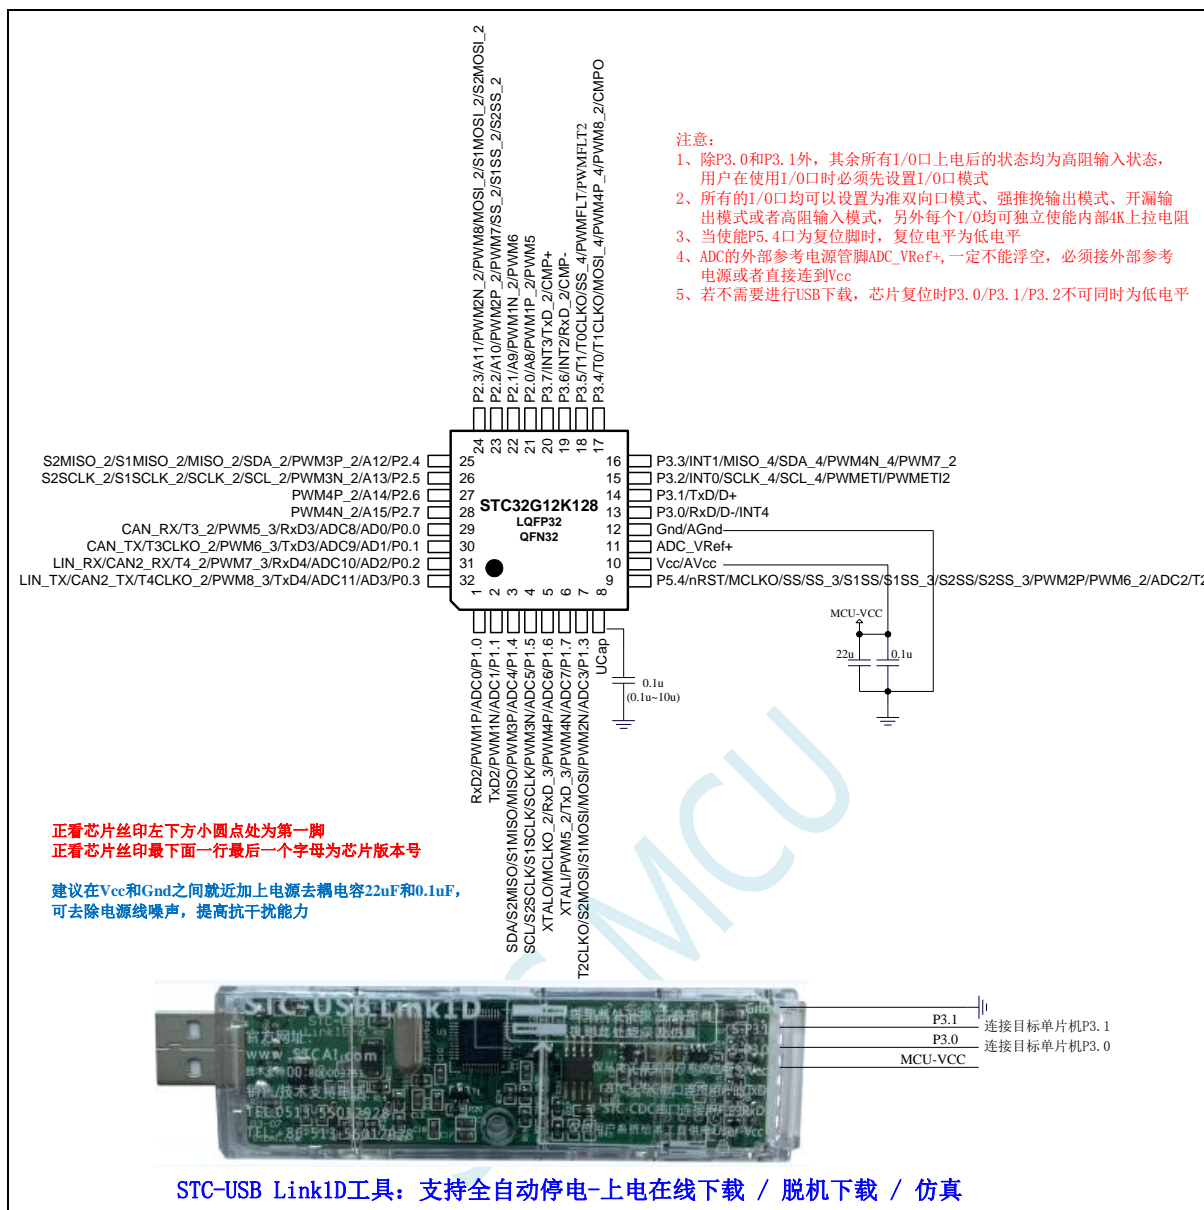 P2.3/A11/PWM2N_2/PWM8/MOSI_2/S1MOSI_2/S2MOSI_2
P2.2/A10/PWM2P_2/PWM7/SS_2/S1SS_2/S2SS_2
P2.1/A9/PWM1N_2/PWM6
P2.0/A8/PWM1P_2/PWM5
P3.7/INT3/TxD_2/CMP+
P3.6/INT2/RxD_2/CMP-
P3.5/T1/T0CLKO/SS_4/PWMFLT/PWMFLT2
P3.4/T0/T1CLKO/MOSI_4/PWM4P_4/PWM8_2/CMPO
注意:
1、除P3.0和P3.1外，其余所有I/O口上电后的状态均为高阻输入状态，
用户在使用I/O口时必须先设置I/O口模式
2、所有的I/O口均可以设置为准双向口模式、强推挽输出模式、开漏输
出模式或者高阻输入模式，另外每个I/O均可独立使能内部4K上拉电阻
3、当使能P5.4口为复位脚时，复位电平为低电平
4、ADC的外部参考电源管脚ADC_VRef+,一定不能浮空，必须接外部参考
电源或者直接连到Vcc
5、若不需要进行USB下载，芯片复位时P3.0/P3.1/P3.2不可同时为低电平
24 23 22 21 20 19 18 17
S2MISO_2/S1MISO_2/MISO_2/SDA_2/PWM3P_2/A12/P2.4 25
S2SCLK_2/S1SCLK_2/SCLK_2/SCL_2/PWM3N_2/A13/P2.5 26
PWM4P_2/A14/P2.6 27
PWM4N_2/A15/P2.7 28
CAN_RX/T3_2/PWM5_3/RxD3/ADC8/AD0/P0.0 29
CAN_TX/T3CLKO_2/PWM6_3/TxD3/ADC9/AD1/P0.1 30
LIN_RX/CAN2_RX/T4_2/PWM7_3/RxD4/ADC10/AD2/P0.2 31
LIN_TX/CAN2_TX/T4CLKO_2/PWM8_3/TxD4/ADC11/AD3/P0.3 32
STC32G12K128
LQFP32
QFN32
16 P3.3/INT1/MISO_4/SDA_4/PWM4N_4/PWM7_2
15 P3.2/INT0/SCLK_4/SCL_4/PWMETI/PWMETI2
14 P3.1/TxD/D+
13 P3.0/RxD/D-/INT4
12 Gnd/AGnd
11 ADC_VRef+
10 Vcc/AVcc
9 P5.4/nRST/MCLKO/SS/SS_3/S1SS/S1SS_3/S2SS/S2SS_3/PWM2P/PWM6_2/ADC2/T2
1 2 3 4 5 6 7 8
RxD2/PWM1P/ADC0/P1.0
TxD2/PWM1N/ADC1/P1.1
SDA/S2MISO/S1MISO/MISO/PWM3P/ADC4/P1.4
SCL/S2SCLK/S1SCLK/SCLK/PWM3N/ADC5/P1.5
XTALO/MCLKO_2/RxD_3/PWM4P/ADC6/P1.6
XTALI/PWM5_2/TxD_3/PWM4N/ADC7/P1.7
T2CLKO/S2MOSI/S1MOSI/MOSI/PWM2N/ADC3/P1.3
UCap
0.1u
(0.1u~10u)
MCU-VCC
22u
0.1u
正看芯片丝印左下方小圆点处为第一脚
正看芯片丝印最下面一行最后一个字母为芯片版本号
建议在Vcc和Gnd之间就近加上电源去耦电容22uF和0.1uF，
可去除电源线噪声，提高抗干扰能力
MCU
STC-USB Link1D
官方网址:
www.STCAI.com
TEL:0513-55012928
Gnd
P3.1 连接目标单片机P3.1
P3.0 连接目标单片机P3.0
MCU-VCC
STC-USB Link1D工具: 支持全自动停电-上电在线下载 / 脱机下载 / 仿真